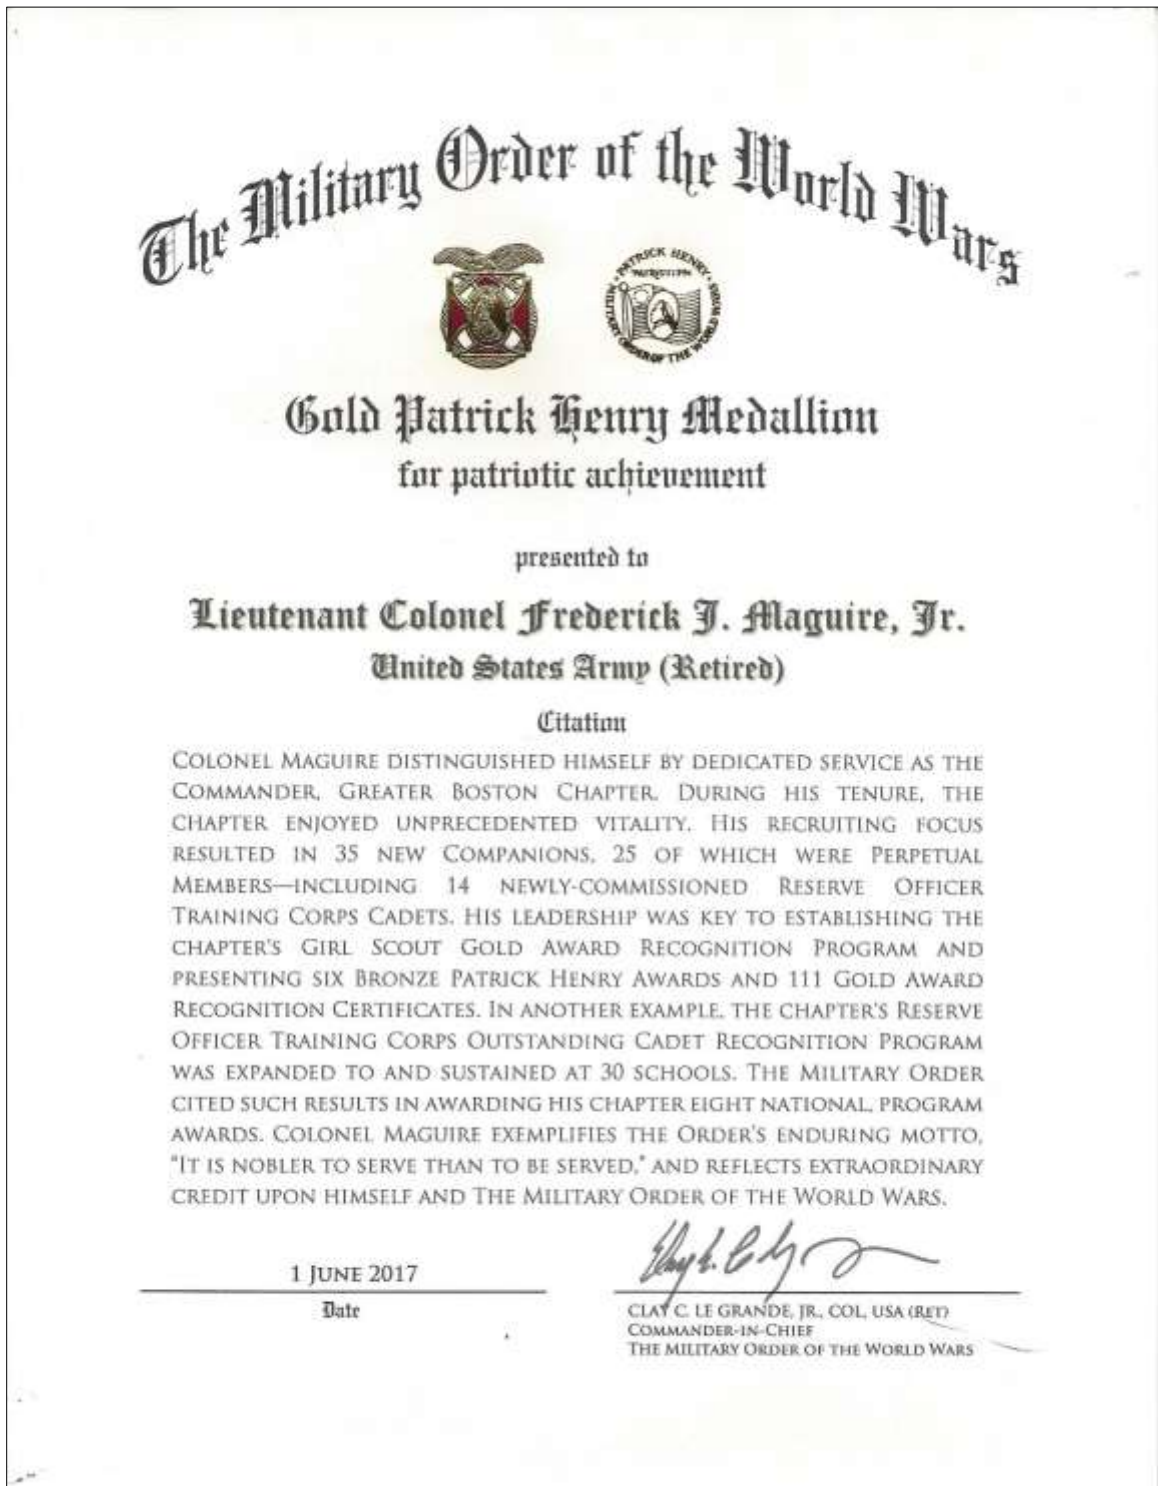 The Military Order of the World Wars
PATRICK HENRY
PATRIOTISM
MILITARY ORDER OF THE WORLD WARS
Gold Patrick Henry Medallion
for patriotic achievement
presented to
Lieutenant Colonel Frederick J. Maguire, Jr.
United States Army (Retired)
Citation
COLONEL MAGUIRE DISTINGUISHED HIMSELF BY DEDICATED SERVICE AS THE
COMMANDER, GREATER BOSTON CHAPTER. DURING HIS TENURE, THE
CHAPTER ENJOYED UNPRECEDENTED VITALITY. HIS RECRUITING FOCUS
RESULTED IN 35 NEW COMPANIONS, 25 OF WHICH WERE PERPETUAL
MEMBERS—INCLUDING 14 NEWLY-COMMISSIONED RESERVE OFFICER
TRAINING CORPS CADETS. HIS LEADERSHIP WAS KEY TO ESTABLISHING THE
CHAPTER'S GIRL SCOUT GOLD AWARD RECOGNITION PROGRAM AND
PRESENTING SIX BRONZE PATRICK HENRY AWARDS AND 111 GOLD AWARD
RECOGNITION CERTIFICATES. IN ANOTHER EXAMPLE, THE CHAPTER'S RESERVE
OFFICER TRAINING CORPS OUTSTANDING CADET RECOGNITION PROGRAM
WAS EXPANDED TO AND SUSTAINED AT 30 SCHOOLS. THE MILITARY ORDER
CITED SUCH RESULTS IN AWARDING HIS CHAPTER EIGHT NATIONAL PROGRAM
AWARDS. COLONEL MAGUIRE EXEMPLIFIES THE ORDER'S ENDURING MOTTO,
"IT IS NOBLER TO SERVE THAN TO BE SERVED," AND REFLECTS EXTRAORDINARY
CREDIT UPON HIMSELF AND THE MILITARY ORDER OF THE WORLD WARS.
1 JUNE 2017
Date
CLAY C. LE GRANDE, JR., COL, USA (RET)
COMMANDER-IN-CHIEF
THE MILITARY ORDER OF THE WORLD WARS